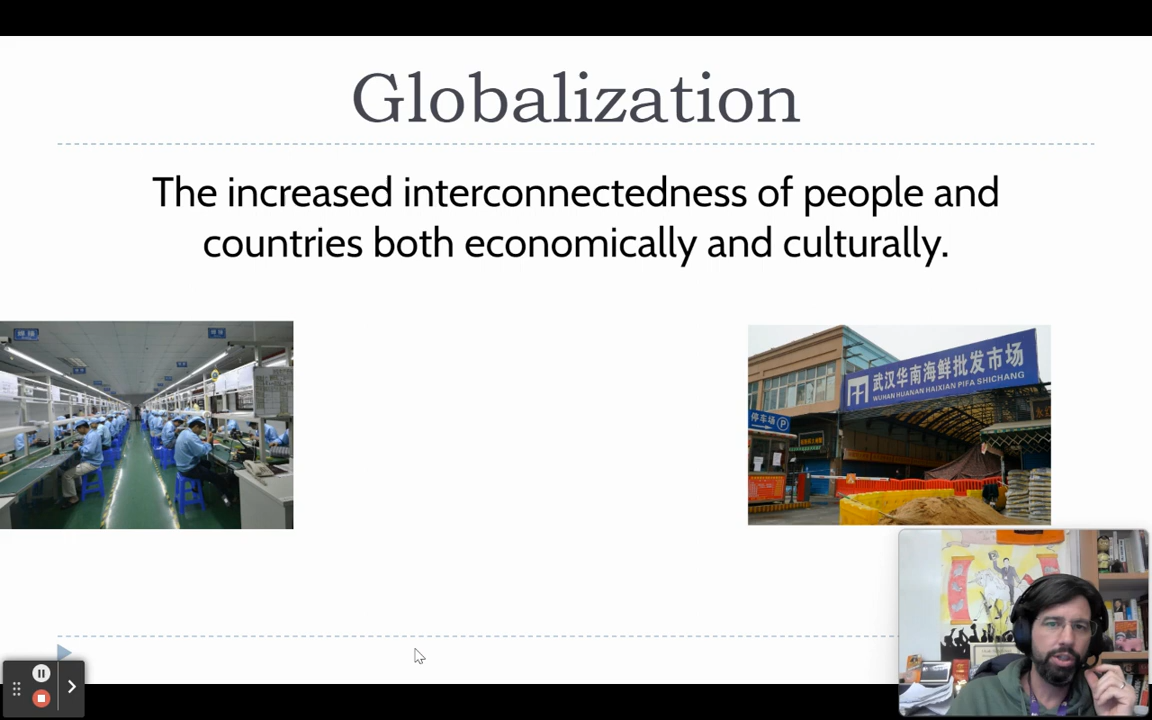 Globalization
The increased interconnectedness of people and
countries both economically and culturally.
武汉华南海鲜批发市场
WUHAN HUANAN HAIXIAN PIFA SHICHANG
停车场 P